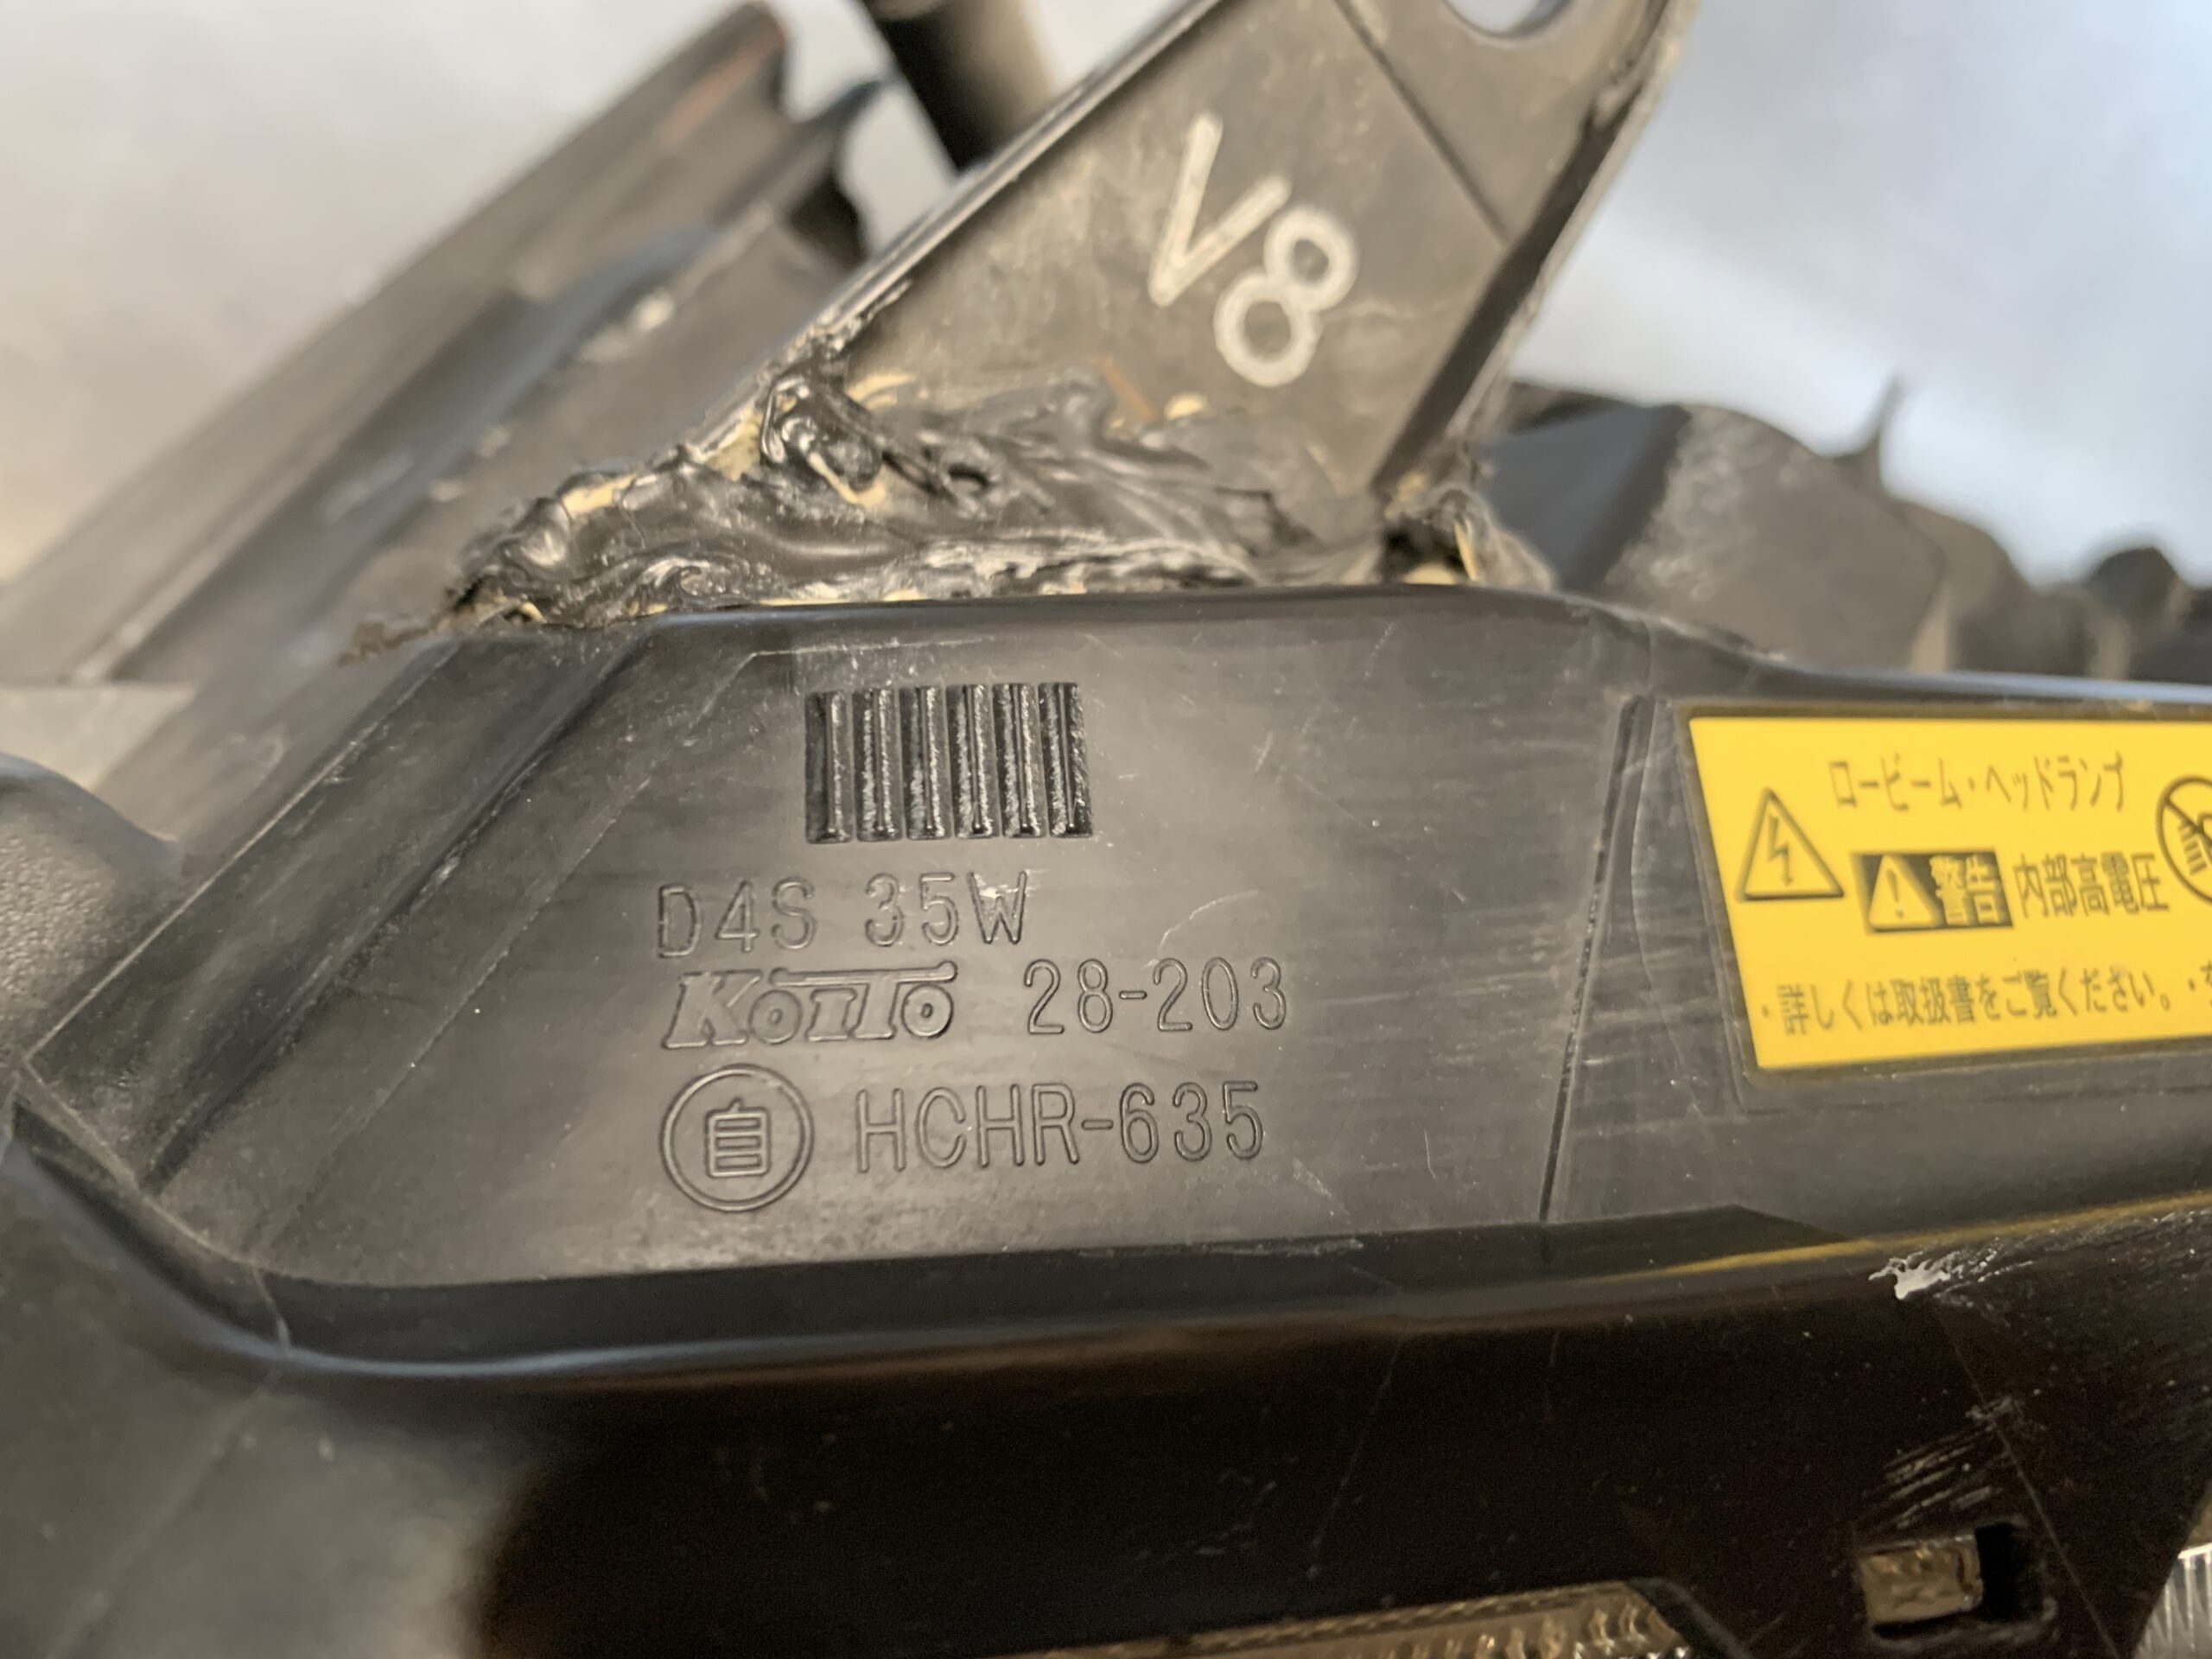 V8
D4S 35W
KOITO 28-203
自 HCHR-635
ロービーム・ヘッドランプ
警告 内部高電圧
・詳しくは取扱書をご覧ください。